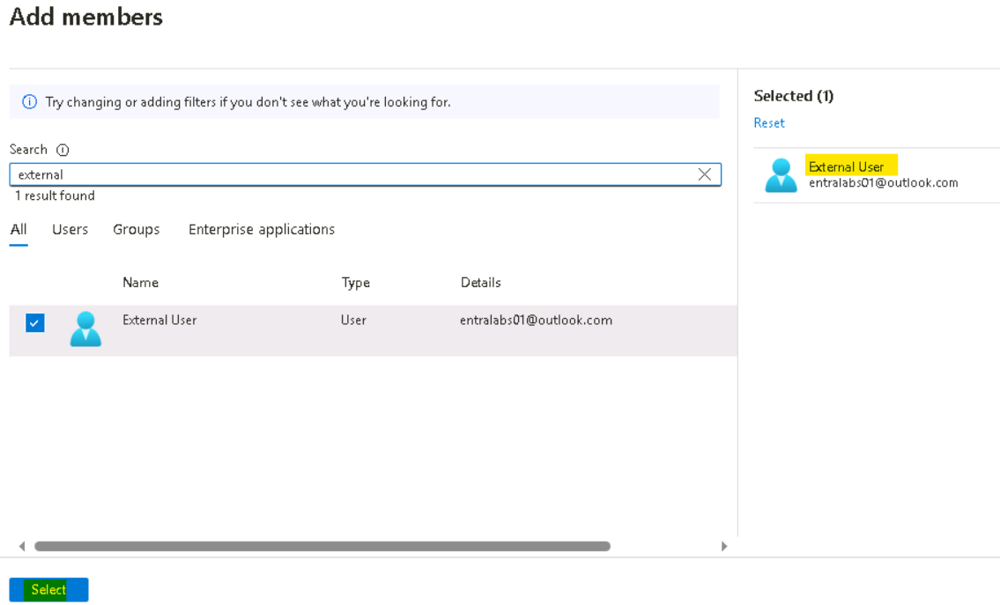 Add members
Try changing or adding filters if you don't see what you're looking for.
Search
external
1 result found
All Users Groups Enterprise applications
Name Type Details
External User User entralabs01@outlook.com
Selected (1)
Reset
External User
entralabs01@outlook.com
Select